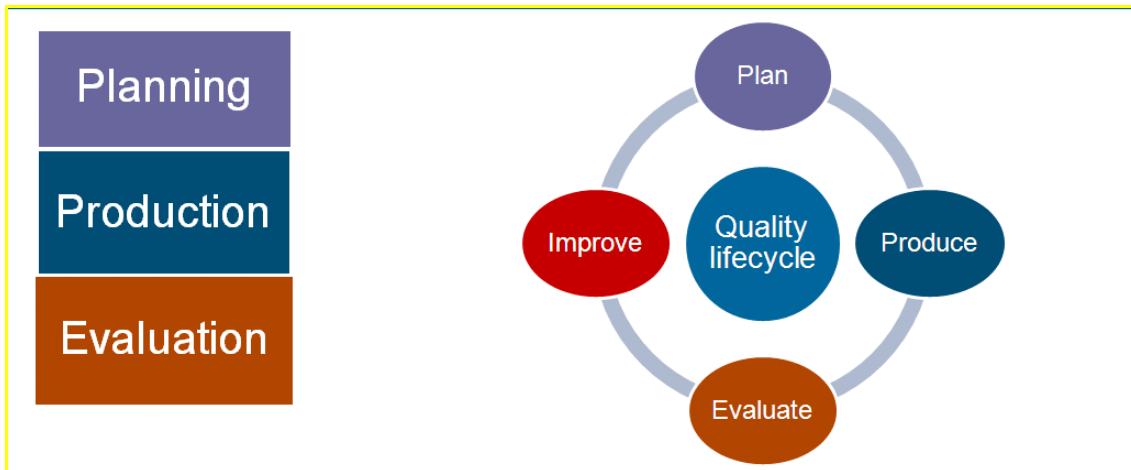 Planning
Production
Evaluation
Plan
Improve
Quality
lifecycle
Produce
Evaluate